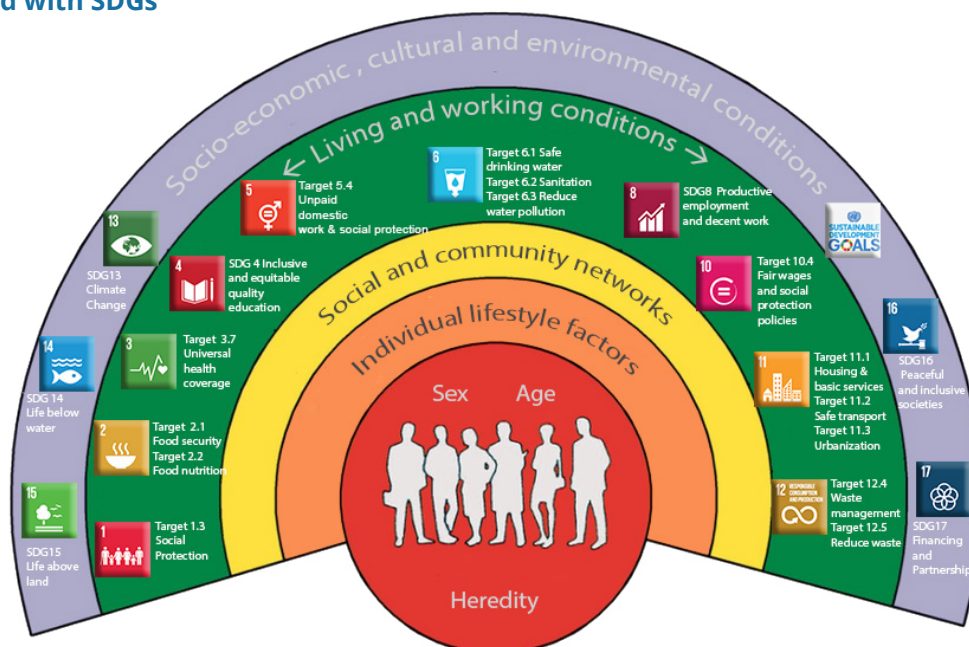 d with SDGs
Socio-economic, cultural and environmental conditions
← Living and working conditions →
Social and community networks
Individual lifestyle factors
Sex Age
Heredity
15
SDG15
Life above
land
14
SDG 14
Life below
water
13
SDG13
Climate
Change
1
Target 1.3
Social
Protection
2
Target 2.1
Food security
Target 2.2
Food nutrition
3
Target 3.7
Universal
health
coverage
4
SDG 4 Inclusive
and equitable
quality
education
5
Target 5.4
Unpaid
domestic
work & social protection
6
Target 6.1 Safe
drinking water
Target 6.2 Sanitation
Target 6.3 Reduce
water pollution
8
SDG8 Productive
employment
and decent work
10
Target 10.4
Fair wages
and social
protection
policies
11
Target 11.1
Housing &
basic services
Target 11.2
Safe transport
Target 11.3
Urbanization
12 RESPONSIBLE
CONSUMPTION
AND PRODUCTION
Target 12.4
Waste
management
Target 12.5
Reduce waste
SUSTAINABLE
DEVELOPMENT
GOALS
16
SDG16
Peaceful
and inclusive
societies
17
SDG17
Financing
and
Partnership